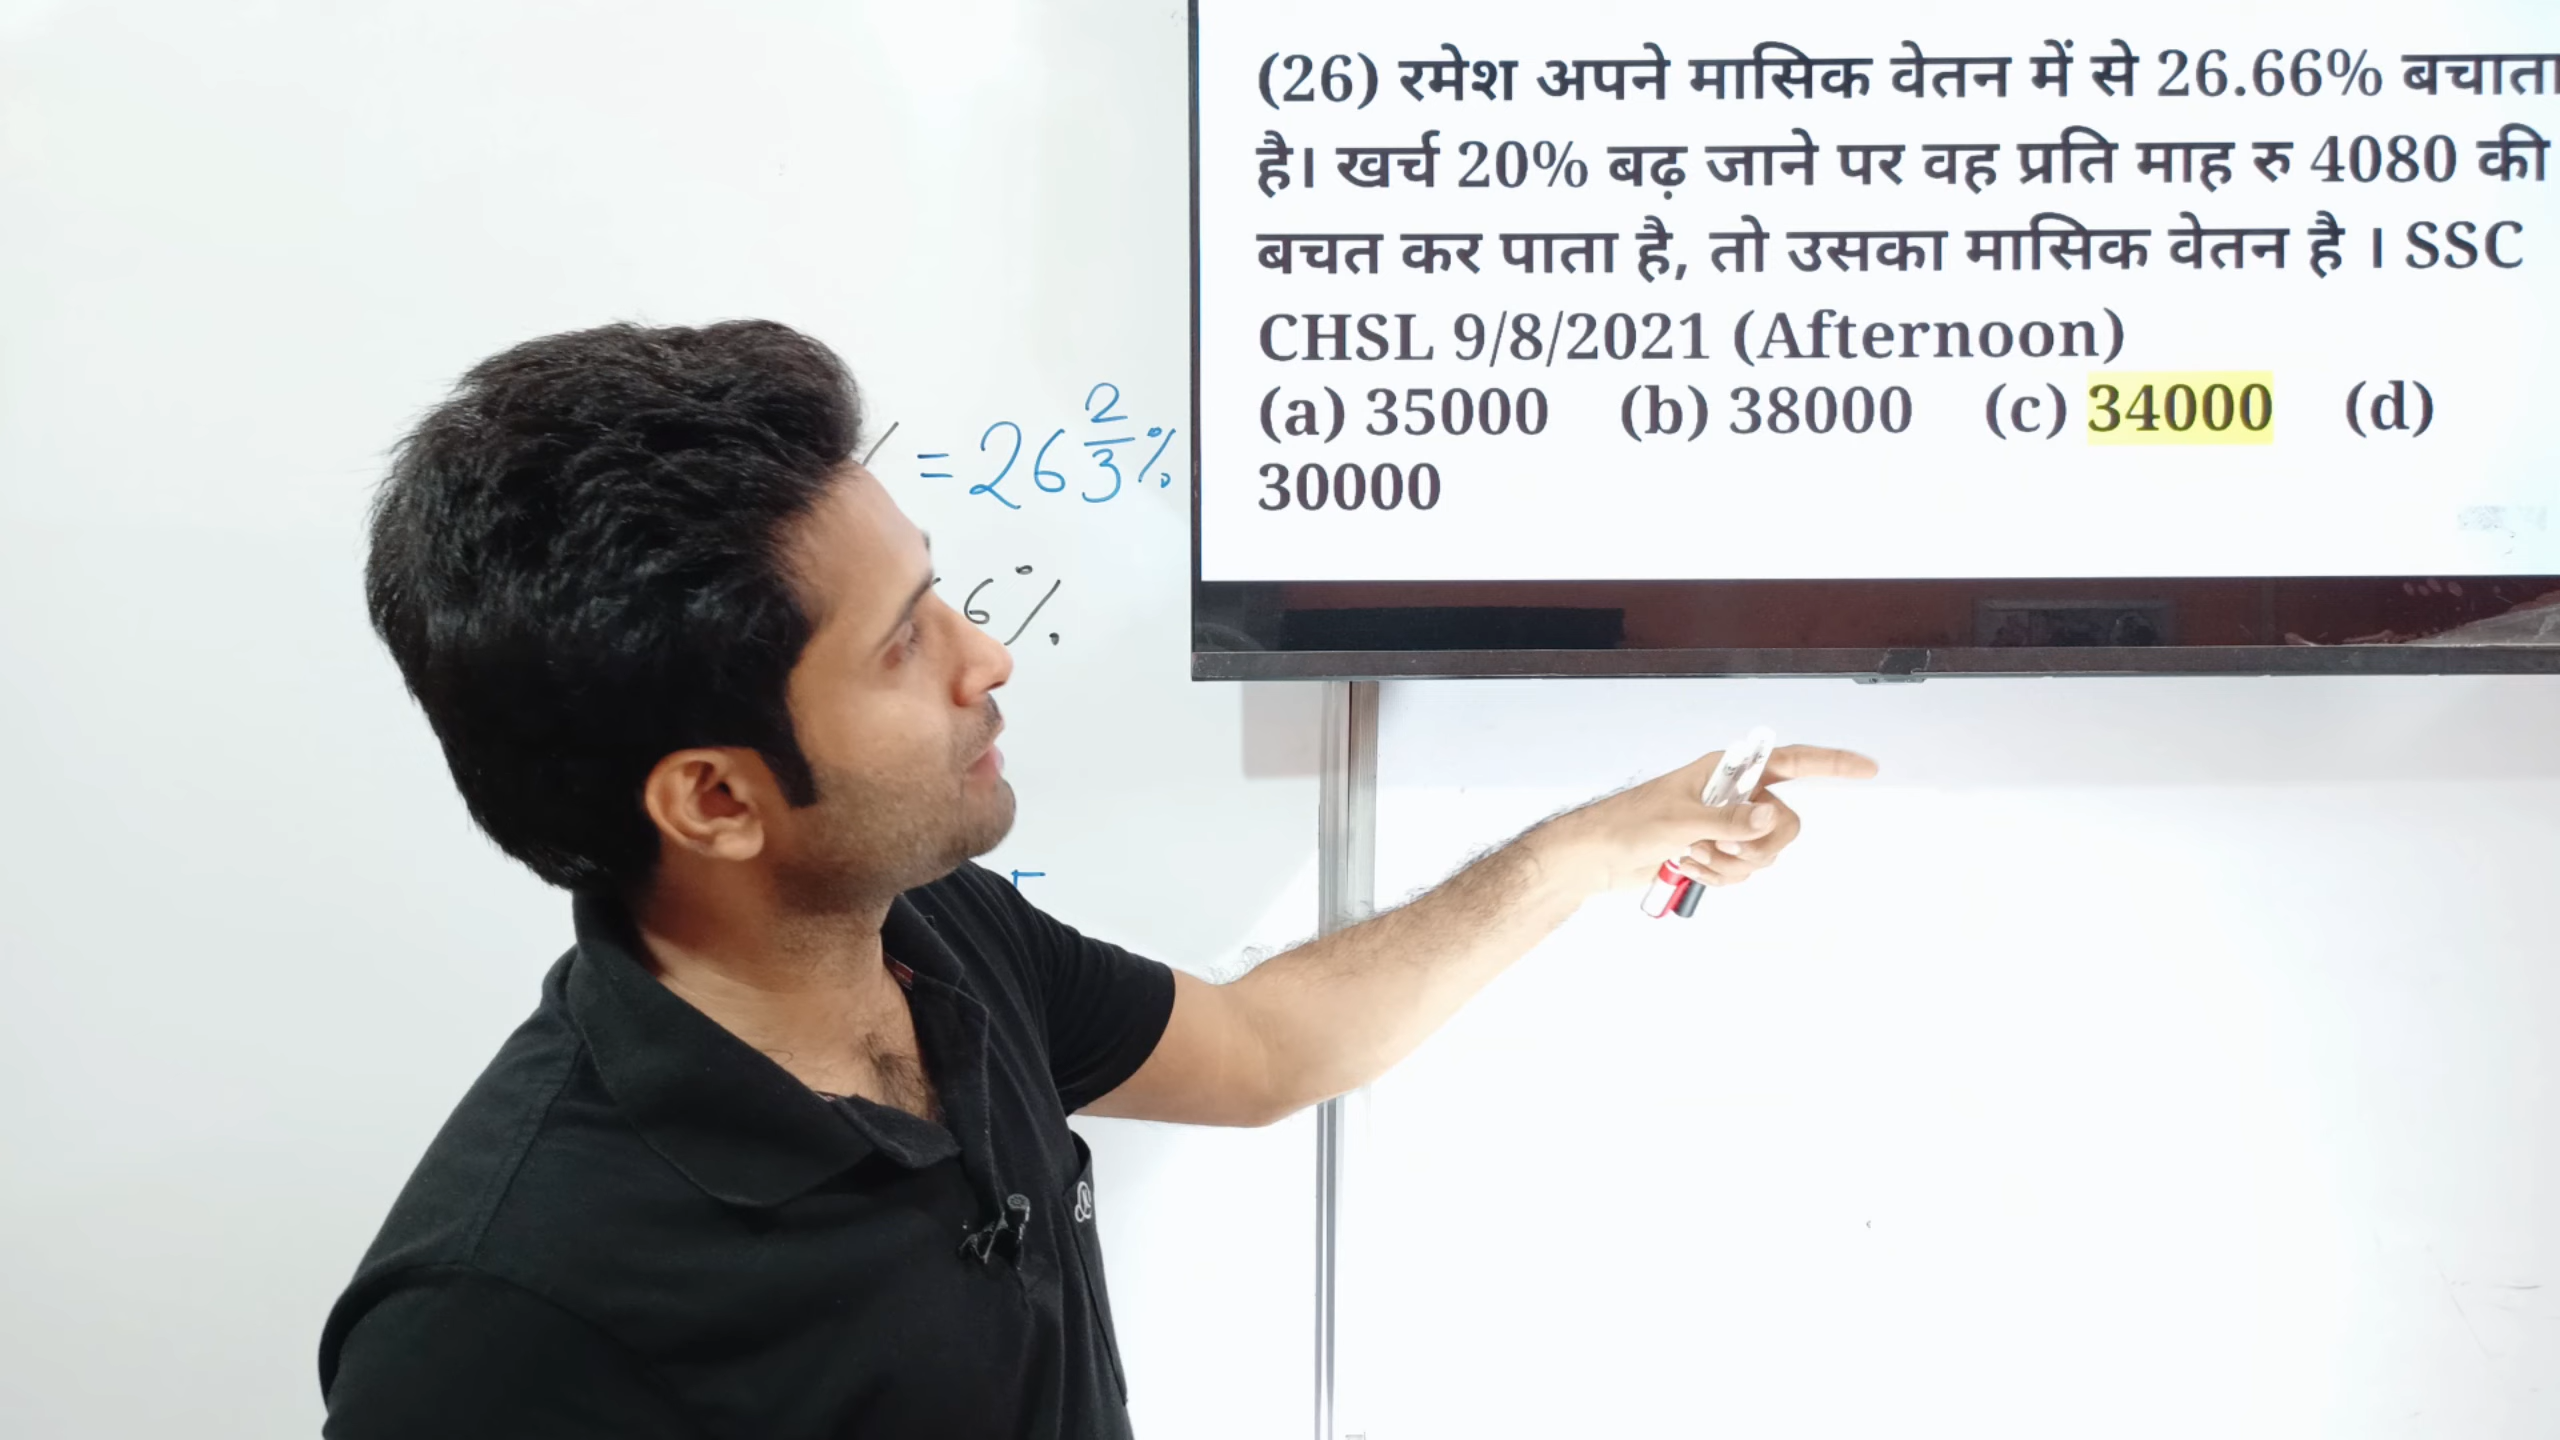 (26) रमेश अपने मासिक वेतन में से 26.66% बचाता
है। खर्च 20% बढ़ जाने पर वह प्रति माह रु 4080 की
बचत कर पाता है, तो उसका मासिक वेतन है । SSC
CHSL 9/8/2021 (Afternoon)
(a) 35000 (b) 38000 (c) 34000 (d)
30000
= 26 2/3 %
6%